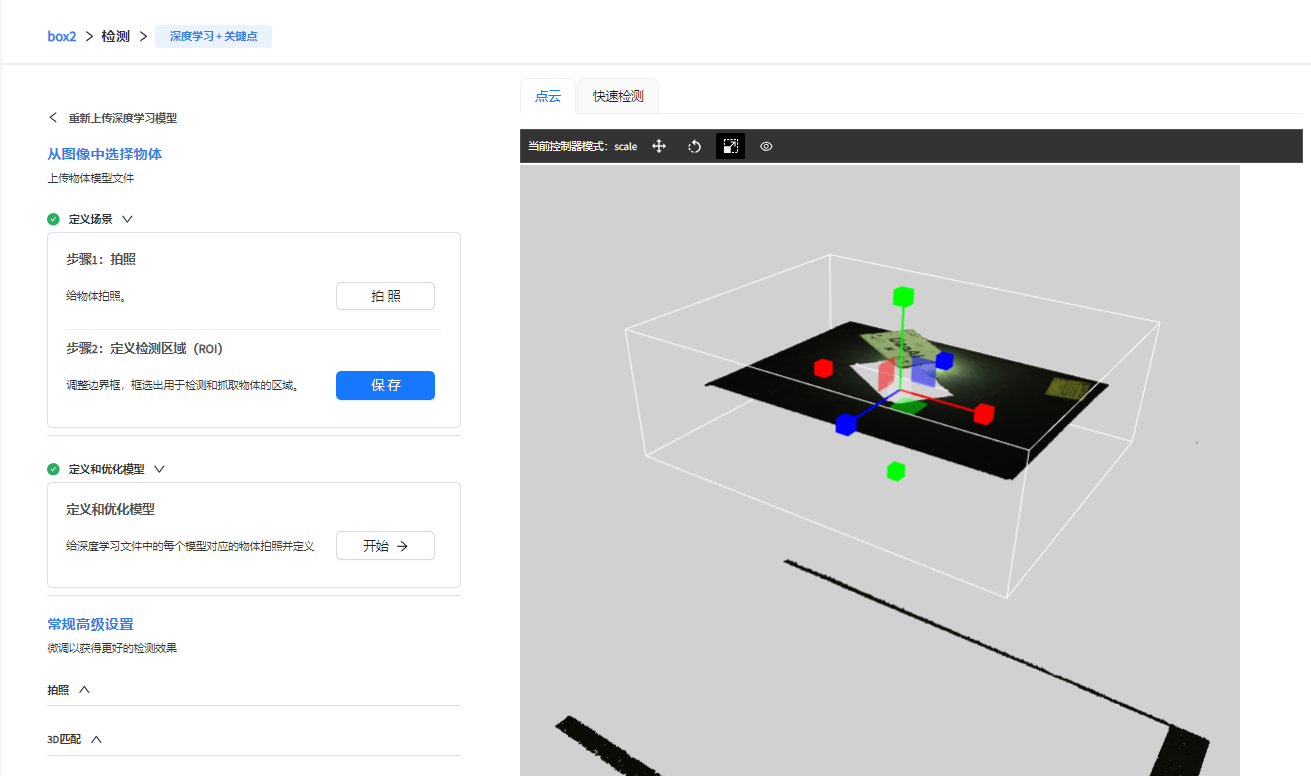 box2 > 检测 > 深度学习 + 关键点
点云
快速检测
重新上传深度学习模型
当前控制器模式：scale
从图像中选择物体
上传物体模型文件
定义场景
步骤1：拍照
给物体拍照。
拍 照
步骤2：定义检测区域（ROI）
调整边界框，框选出用于检测和抓取物体的区域。
保 存
定义和优化模型
定义和优化模型
给深度学习文件中的每个模型对应的物体拍照并定义
开始 →
常规高级设置
微调以获得更好的检测效果
拍照
3D匹配